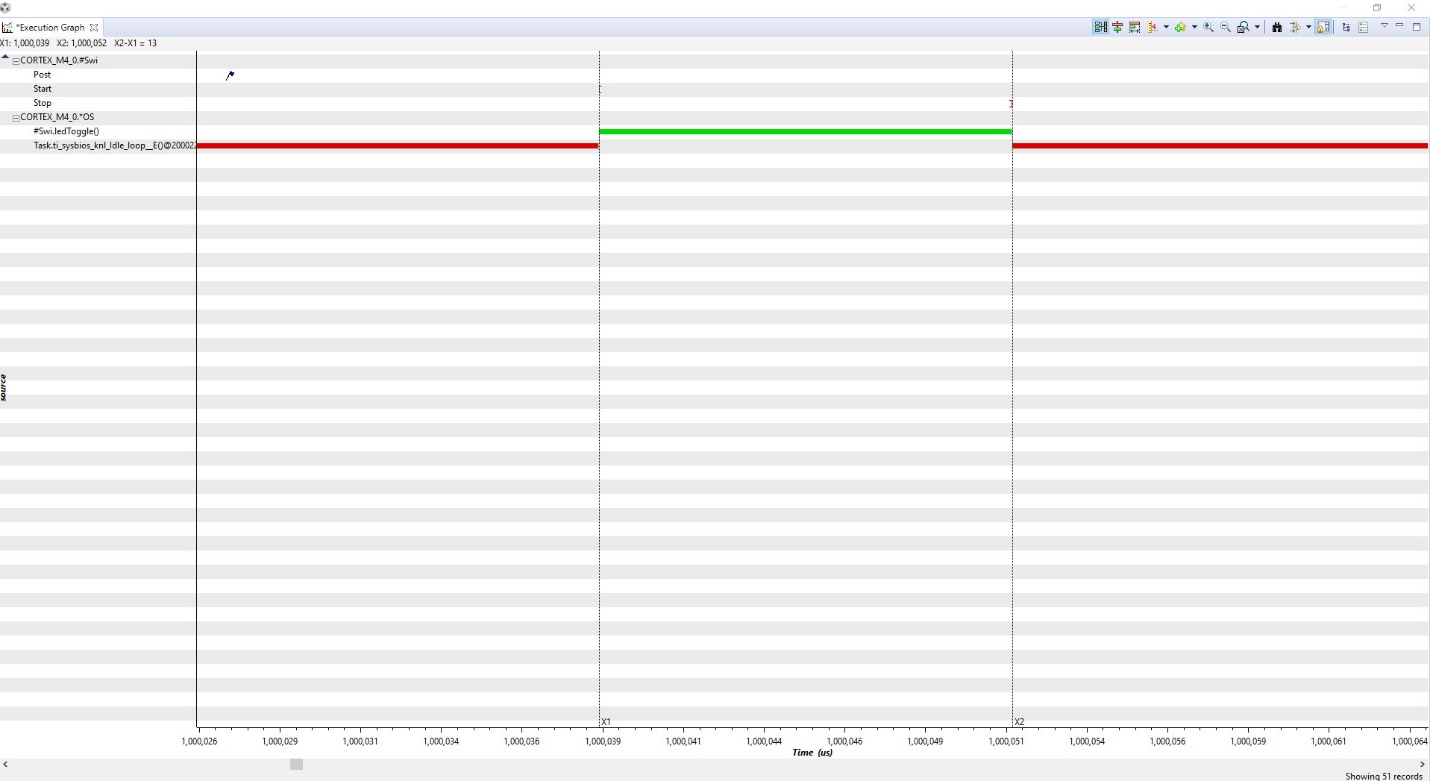 *Execution Graph
X1: 1,000,039 X2: 1,000,052 X2-X1 = 13
CORTEX_M4_0.#Swi
Post
Start
Stop
CORTEX_M4_0.*OS
#Swi.ledToggle()
Task.ti_sysbios_knl_Idle_loop__E()@20002
source
X1 X2
1,000,026 1,000,029 1,000,031 1,000,034 1,000,036 1,000,039 1,000,041 1,000,044 1,000,046 1,000,049 1,000,051 1,000,054 1,000,056 1,000,059 1,000,061 1,000,064
Time (us)
Showing 51 records